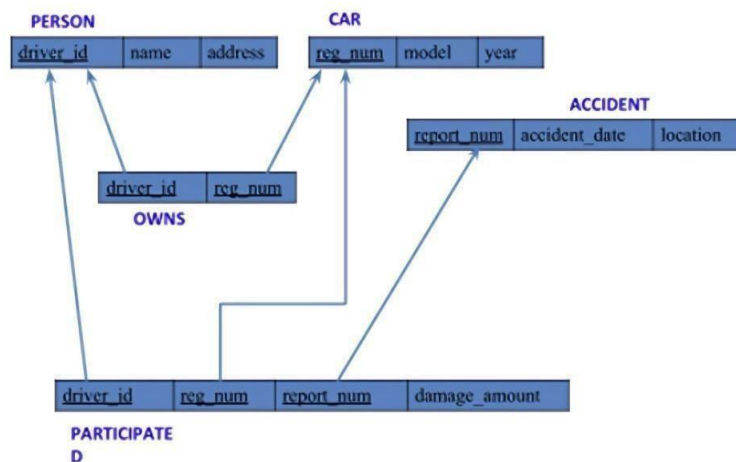 PERSON
CAR
driver_id name address
reg_num model year
ACCIDENT
report_num accident_date location
driver_id reg_num
OWNS
driver_id reg_num report_num damage_amount
PARTICIPATE
D